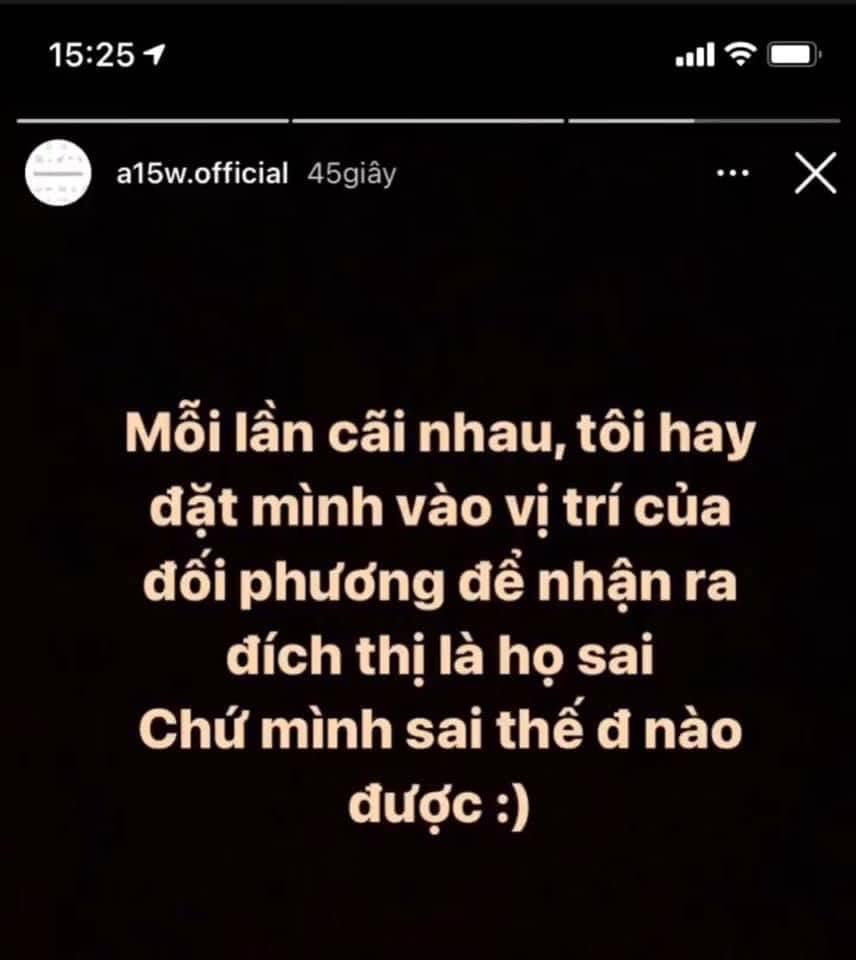 15:25
a15w.official 45giây
Mỗi lần cãi nhau, tôi hay
đặt mình vào vị trí của
đối phương để nhận ra
đích thị là họ sai
Chứ mình sai thế đ nào
được :)